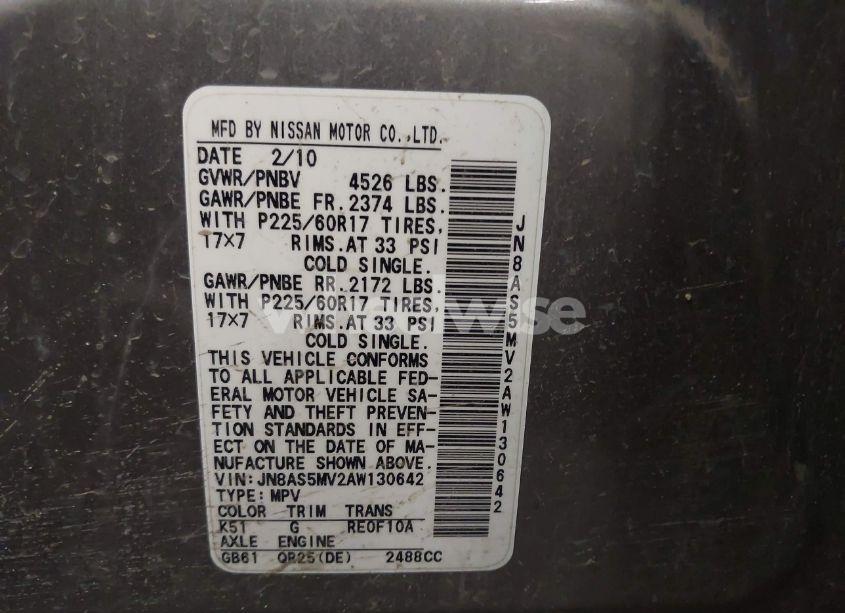 MFD BY NISSAN MOTOR CO.,LTD.
DATE 2/10
GVWR/PNBV 4526 LBS.
GAWR/PNBE FR.2374 LBS.
WITH P225/60R17 TIRES,
17×7 RIMS.AT 33 PSI
COLD SINGLE.
GAWR/PNBE RR.2172 LBS.
WITH P225/60R17 TIRES,
17×7 RIMS.AT 33 PSI
COLD SINGLE.
THIS VEHICLE CONFORMS
TO ALL APPLICABLE FED-
ERAL MOTOR VEHICLE SA-
FETY AND THEFT PREVEN-
TION STANDARDS IN EFF-
ECT ON THE DATE OF MA-
NUFACTURE SHOWN ABOVE.
VIN:JN8AS5MV2AW130642
TYPE:MPV
COLOR TRIM TRANS
K51 G RE0F10A
AXLE ENGINE
GB61 QR25(DE) 2488CC
JN8AS5MV2AW130642